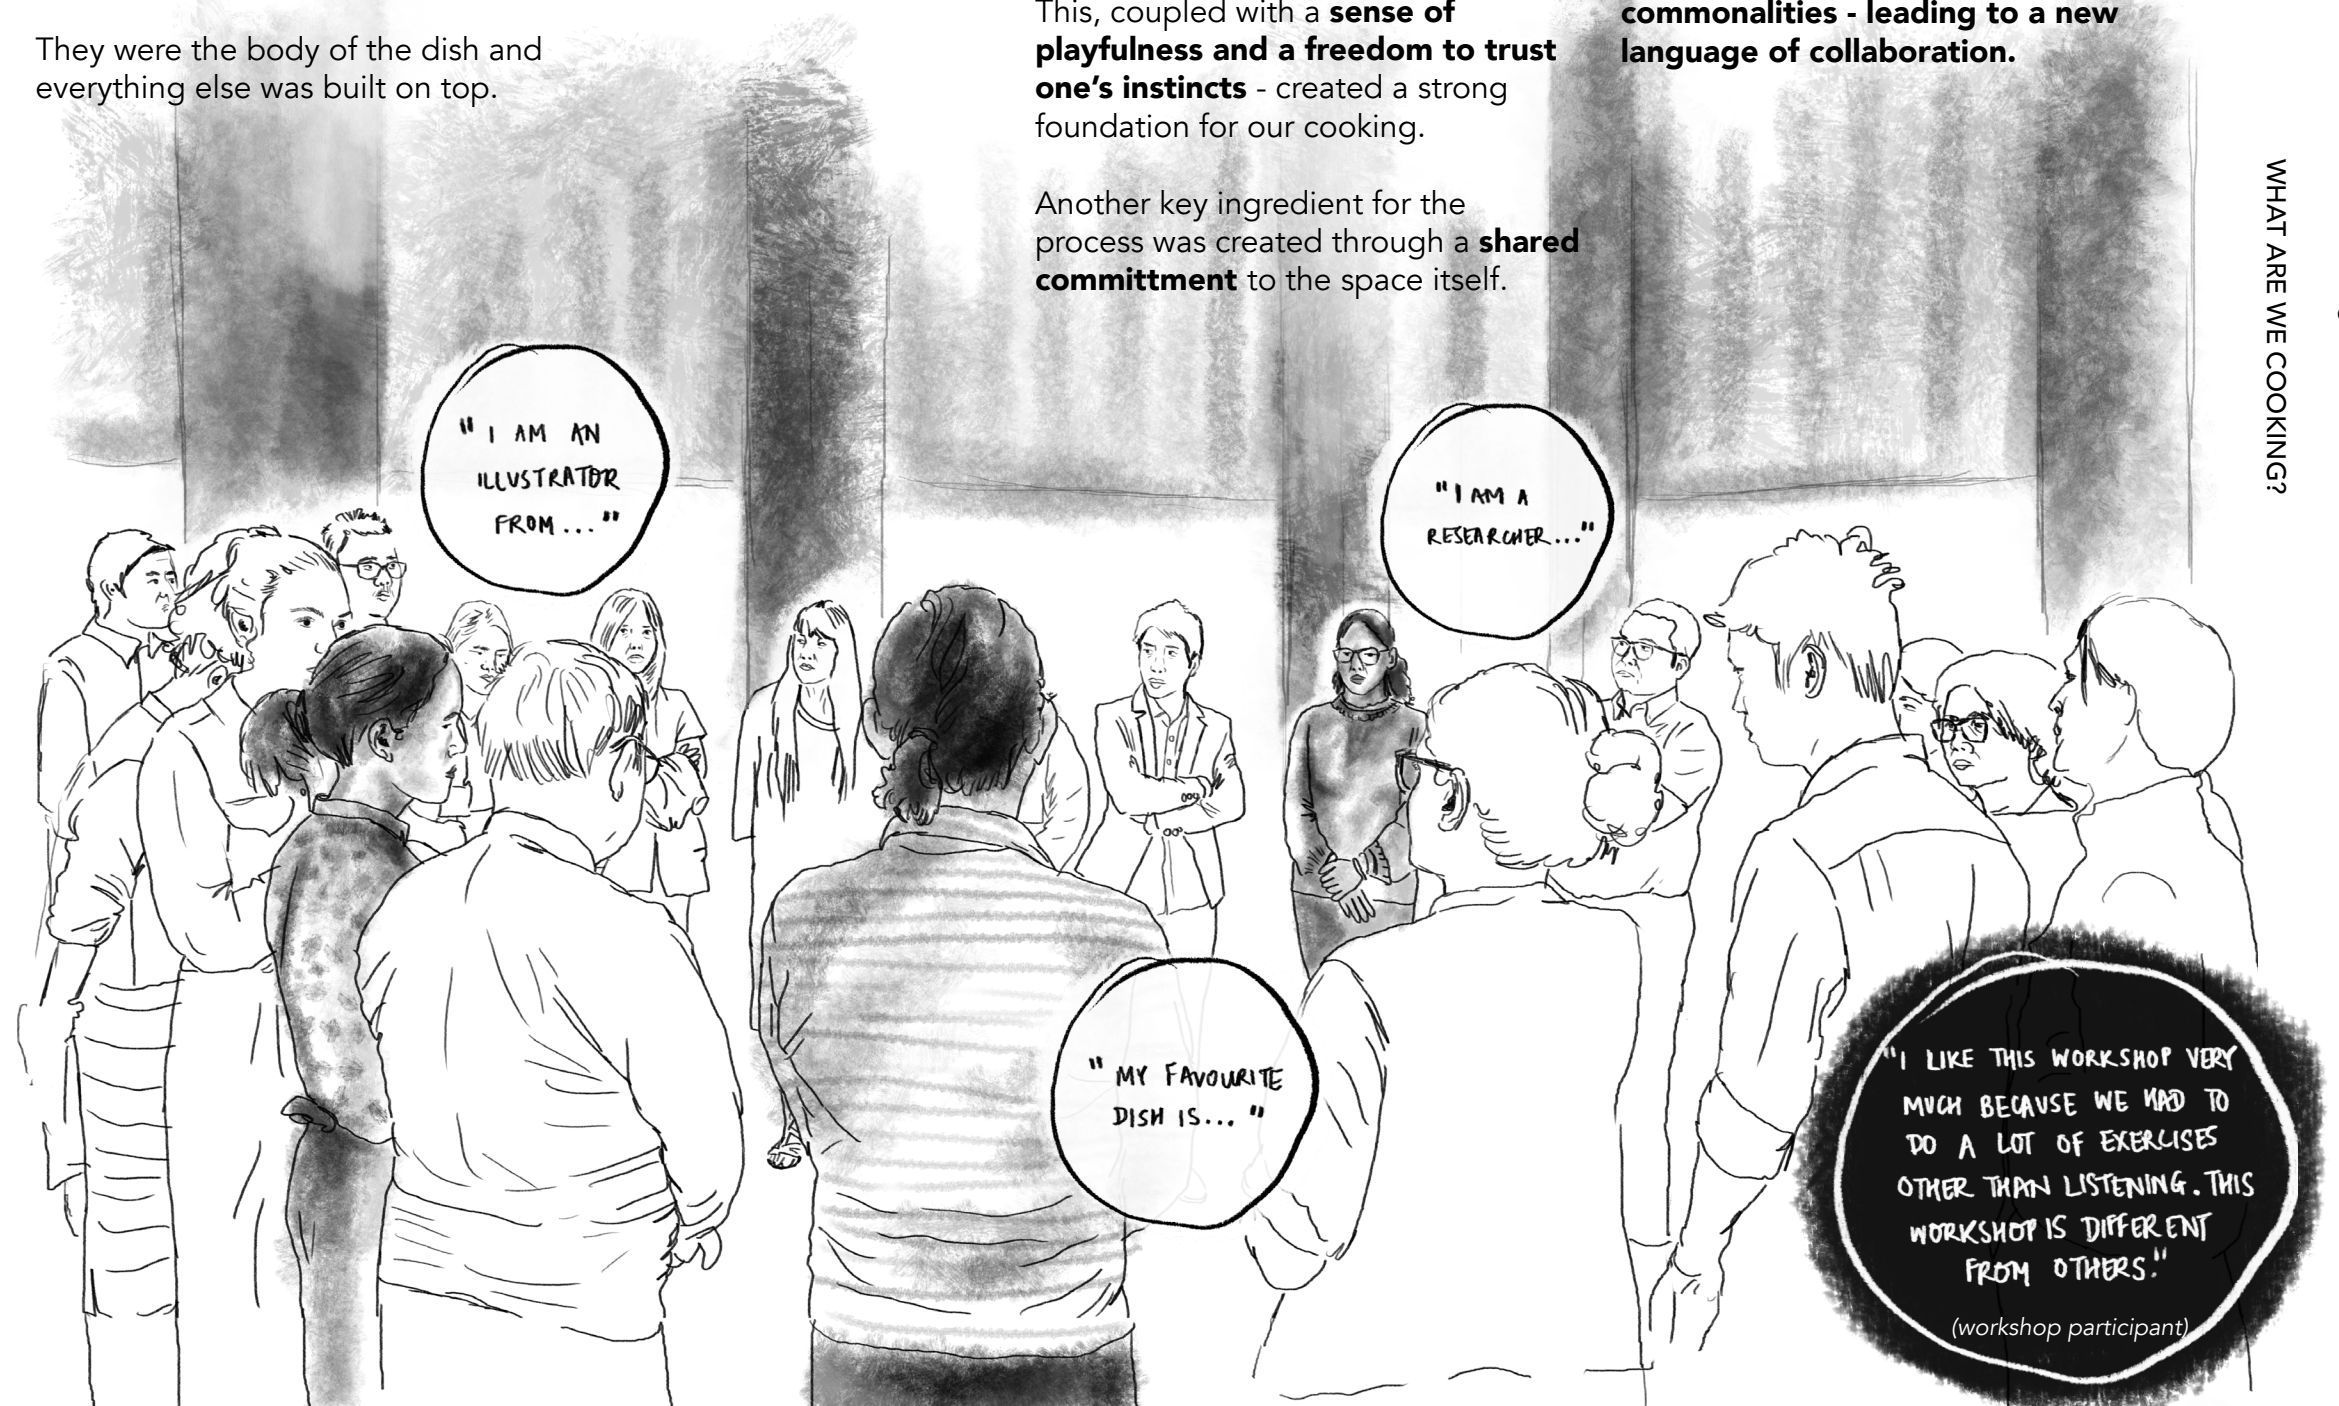 They were the body of the dish and
everything else was built on top.
This, coupled with a sense of
playfulness and a freedom to trust
one's instincts - created a strong
foundation for our cooking.
Another key ingredient for the
process was created through a shared
committment to the space itself.
commonalities - leading to a new
language of collaboration.
WHAT ARE WE COOKING?
"I AM AN
ILLUSTRATOR
FROM..."
"I AM A
RESEARCHER..."
"MY FAVOURITE
DISH IS..."
"I LIKE THIS WORKSHOP VERY
MUCH BECAUSE WE HAD TO
DO A LOT OF EXERCISES
OTHER THAN LISTENING. THIS
WORKSHOP IS DIFFERENT
FROM OTHERS."
(workshop participant)